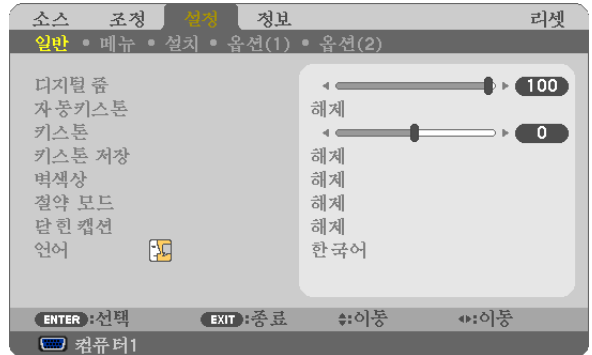 소스 조정 설정 정보 리셋
일반 • 메뉴 • 설치 • 옵션(1) • 옵션(2)
디지털 줌 100
자동키스톤 해제
키스톤 0
키스톤 저장 해제
벽색상 해제
절약 모드 해제
닫힌 캡션 해제
언어 한국어
ENTER :선택 EXIT :종료 :이동 :이동
컴퓨터1